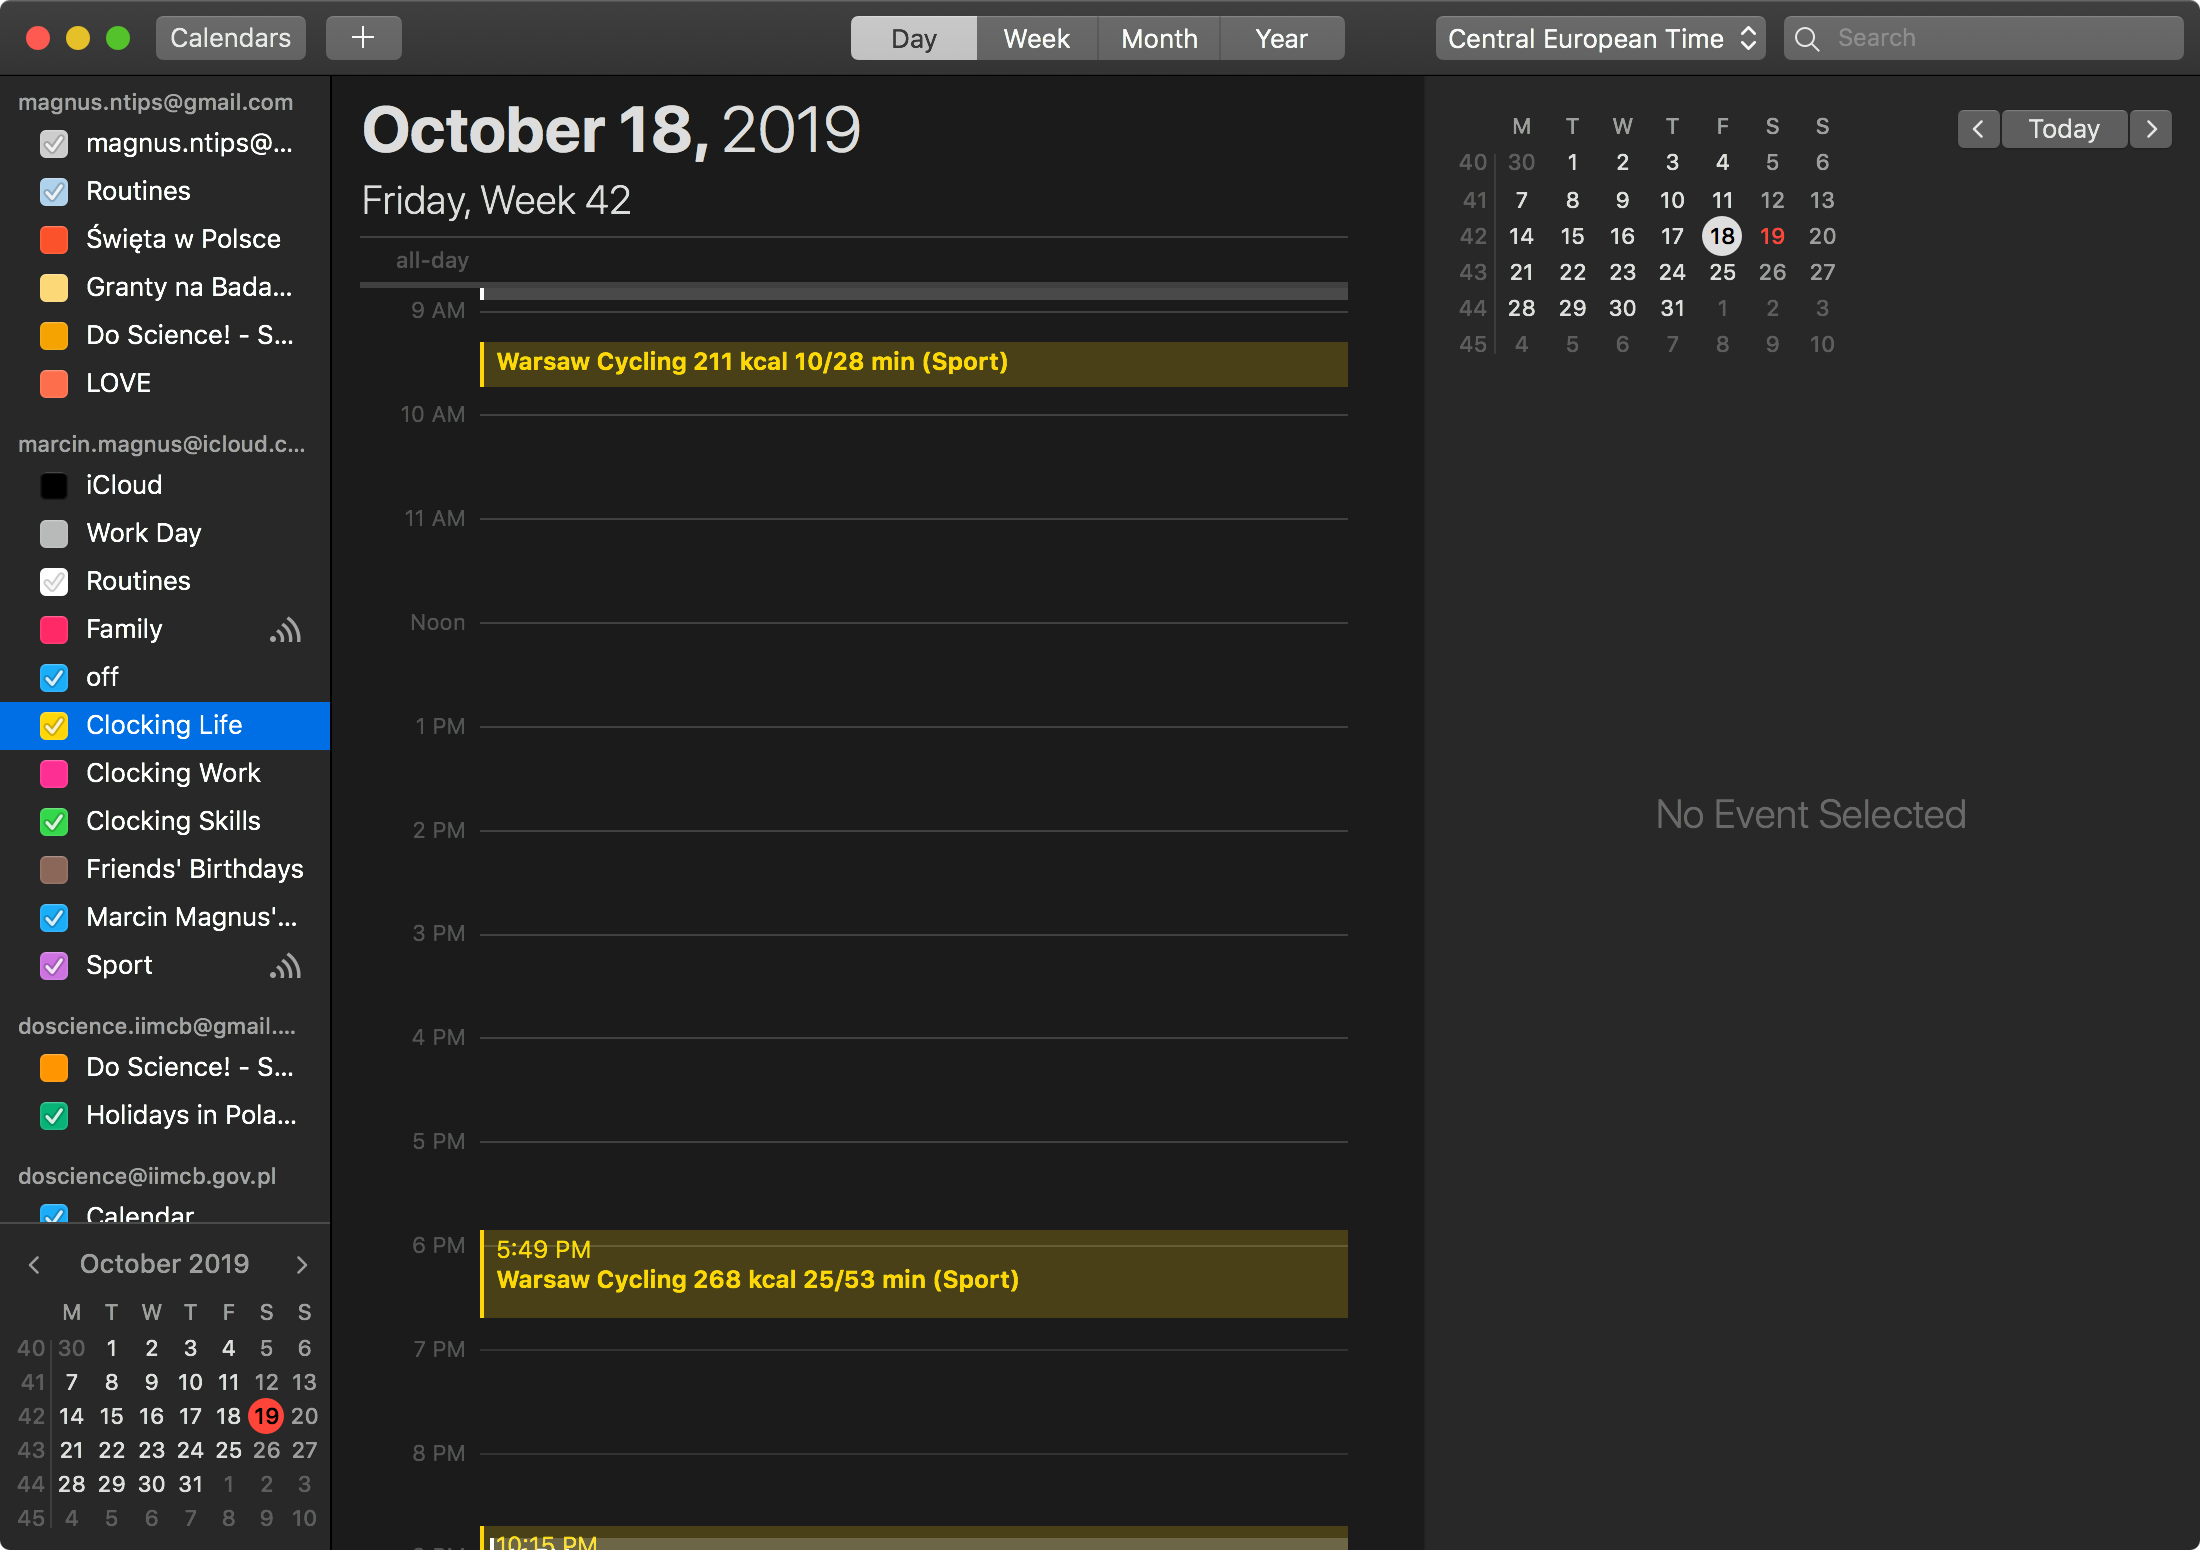 Calendars
Day Week Month Year
Central European Time
Search
magnus.ntips@gmail.com
magnus.ntips@...
Routines
Święta w Polsce
Granty na Bada...
Do Science! - S...
LOVE
marcin.magnus@icloud.c...
iCloud
Work Day
Routines
Family
off
Clocking Life
Clocking Work
Clocking Skills
Friends' Birthdays
Marcin Magnus'...
Sport
doscience.iimcb@gmail....
Do Science! - S...
Holidays in Pola...
doscience@iimcb.gov.pl
Calendar
October 2019
M T W T F S S
40 30 1 2 3 4 5 6
41 7 8 9 10 11 12 13
42 14 15 16 17 18 19 20
43 21 22 23 24 25 26 27
44 28 29 30 31 1 2 3
45 4 5 6 7 8 9 10
October 18, 2019
Friday, Week 42
all-day
9 AM
Warsaw Cycling 211 kcal 10/28 min (Sport)
10 AM
11 AM
Noon
1 PM
2 PM
3 PM
4 PM
5 PM
6 PM
5:49 PM
Warsaw Cycling 268 kcal 25/53 min (Sport)
7 PM
8 PM
10:15 PM
M T W T F S S
40 30 1 2 3 4 5 6
41 7 8 9 10 11 12 13
42 14 15 16 17 18 19 20
43 21 22 23 24 25 26 27
44 28 29 30 31 1 2 3
45 4 5 6 7 8 9 10
Today
No Event Selected